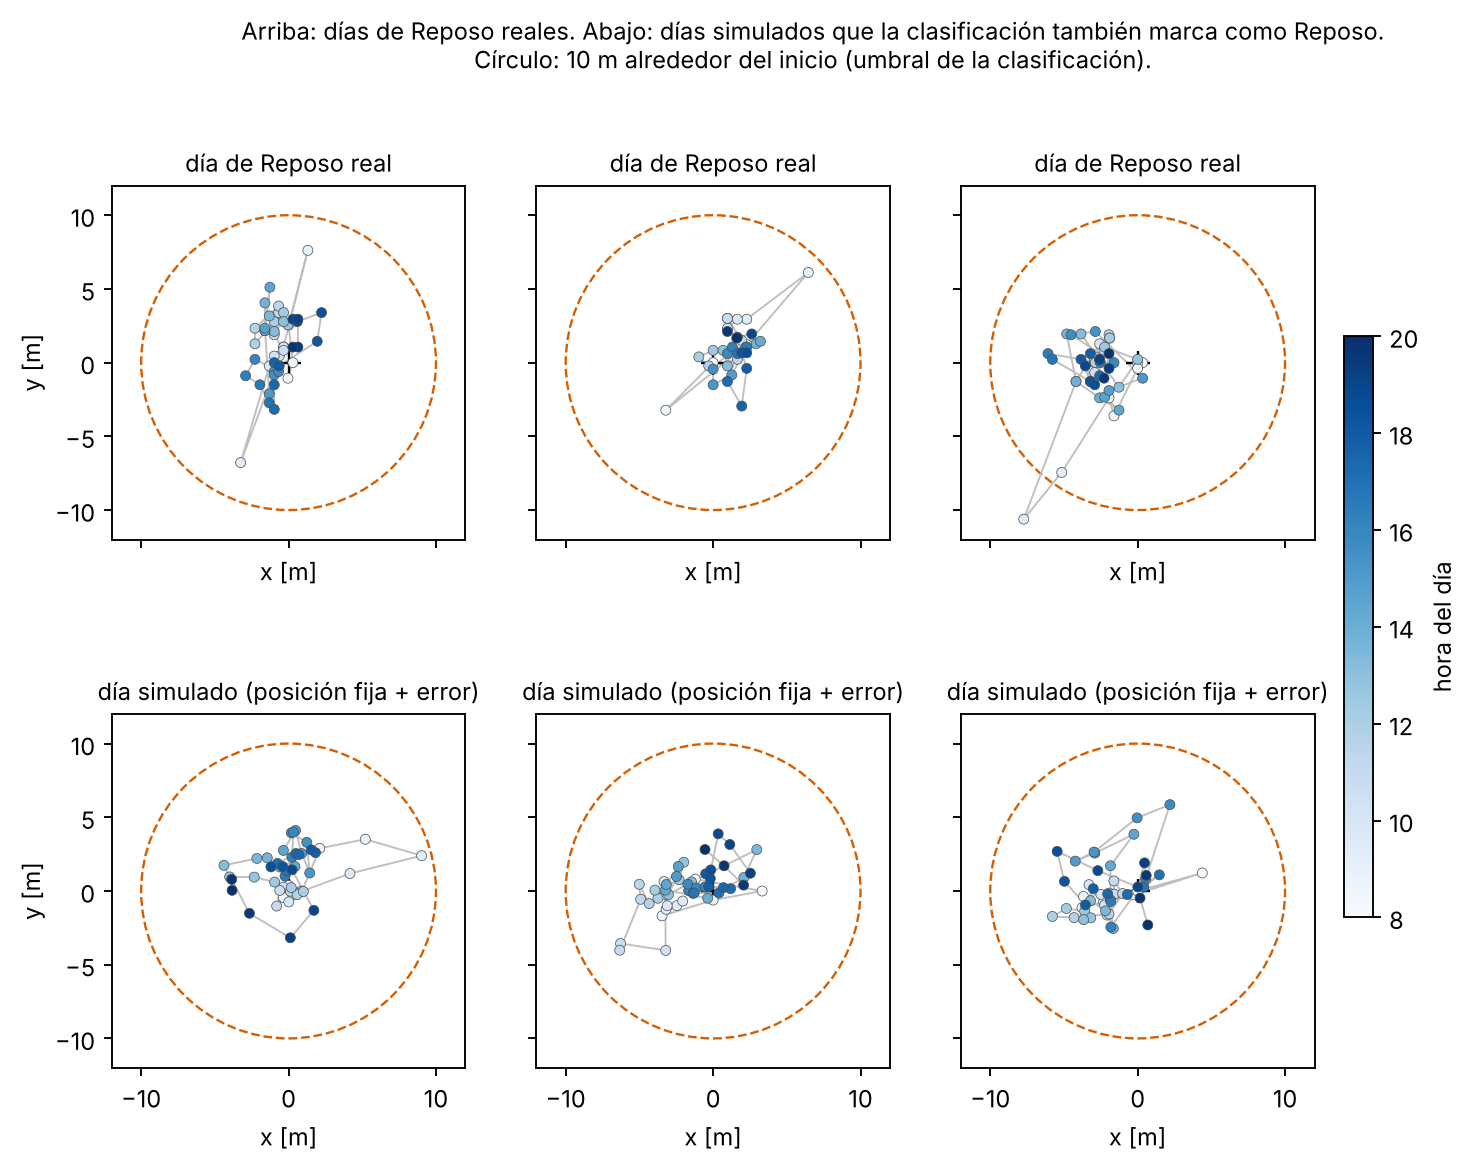 Arriba: días de Reposo reales. Abajo: días simulados que la clasificación también marca como Reposo.
Círculo: 10 m alrededor del inicio (umbral de la clasificación).
día de Reposo real
día de Reposo real
día de Reposo real
10
5
0
−5
−10
y [m]
x [m]
x [m]
x [m]
día simulado (posición fija + error)
día simulado (posición fija + error)
día simulado (posición fija + error)
10
5
0
−5
−10
y [m]
−10 0 10
−10 0 10
−10 0 10
x [m]
x [m]
x [m]
20
18
16
14
12
10
8
hora del día